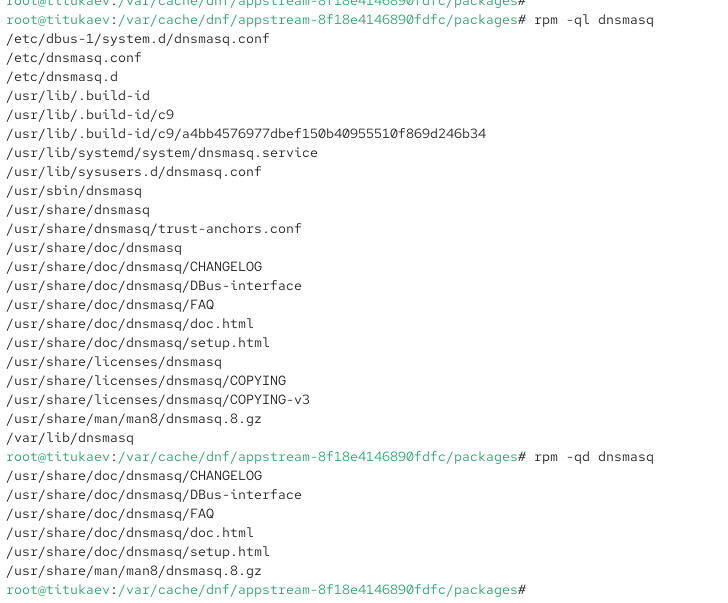 root@titukaev:/var/cache/dnf/appstream-8f18e4146890fdfc/packages#
root@titukaev:/var/cache/dnf/appstream-8f18e4146890fdfc/packages# rpm -ql dnsmasq
/etc/dbus-1/system.d/dnsmasq.conf
/etc/dnsmasq.conf
/etc/dnsmasq.d
/usr/lib/.build-id
/usr/lib/.build-id/c9
/usr/lib/.build-id/c9/a4bb4576977dbef150b40955510f869d246b34
/usr/lib/systemd/system/dnsmasq.service
/usr/lib/sysusers.d/dnsmasq.conf
/usr/sbin/dnsmasq
/usr/share/dnsmasq
/usr/share/dnsmasq/trust-anchors.conf
/usr/share/doc/dnsmasq
/usr/share/doc/dnsmasq/CHANGELOG
/usr/share/doc/dnsmasq/DBus-interface
/usr/share/doc/dnsmasq/FAQ
/usr/share/doc/dnsmasq/doc.html
/usr/share/doc/dnsmasq/setup.html
/usr/share/licenses/dnsmasq
/usr/share/licenses/dnsmasq/COPYING
/usr/share/licenses/dnsmasq/COPYING-v3
/usr/share/man/man8/dnsmasq.8.gz
/var/lib/dnsmasq
root@titukaev:/var/cache/dnf/appstream-8f18e4146890fdfc/packages# rpm -qd dnsmasq
/usr/share/doc/dnsmasq/CHANGELOG
/usr/share/doc/dnsmasq/DBus-interface
/usr/share/doc/dnsmasq/FAQ
/usr/share/doc/dnsmasq/doc.html
/usr/share/doc/dnsmasq/setup.html
/usr/share/man/man8/dnsmasq.8.gz
root@titukaev:/var/cache/dnf/appstream-8f18e4146890fdfc/packages#